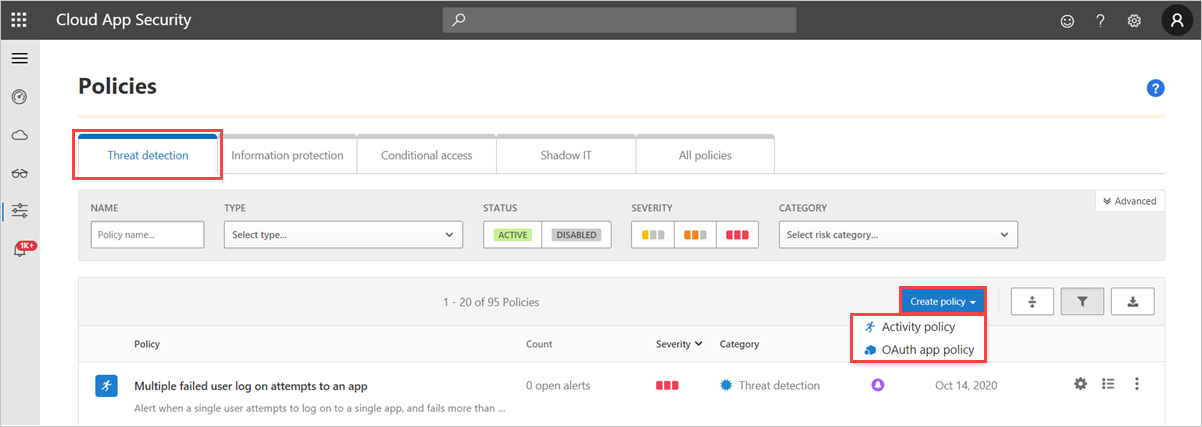 Cloud App Security
?
Policies
?
Threat detection
Information protection
Conditional access
Shadow IT
All policies
Advanced
NAME
TYPE
STATUS
SEVERITY
CATEGORY
Policy name...
Select type...
ACTIVE
DISABLED
Select risk category...
1K+
1 - 20 of 95 Policies
Create policy
Activity policy
OAuth app policy
Policy
Count
Severity
Category
Multiple failed user log on attempts to an app
0 open alerts
Threat detection
Oct 14, 2020
Alert when a single user attempts to log on to a single app, and fails more than ...